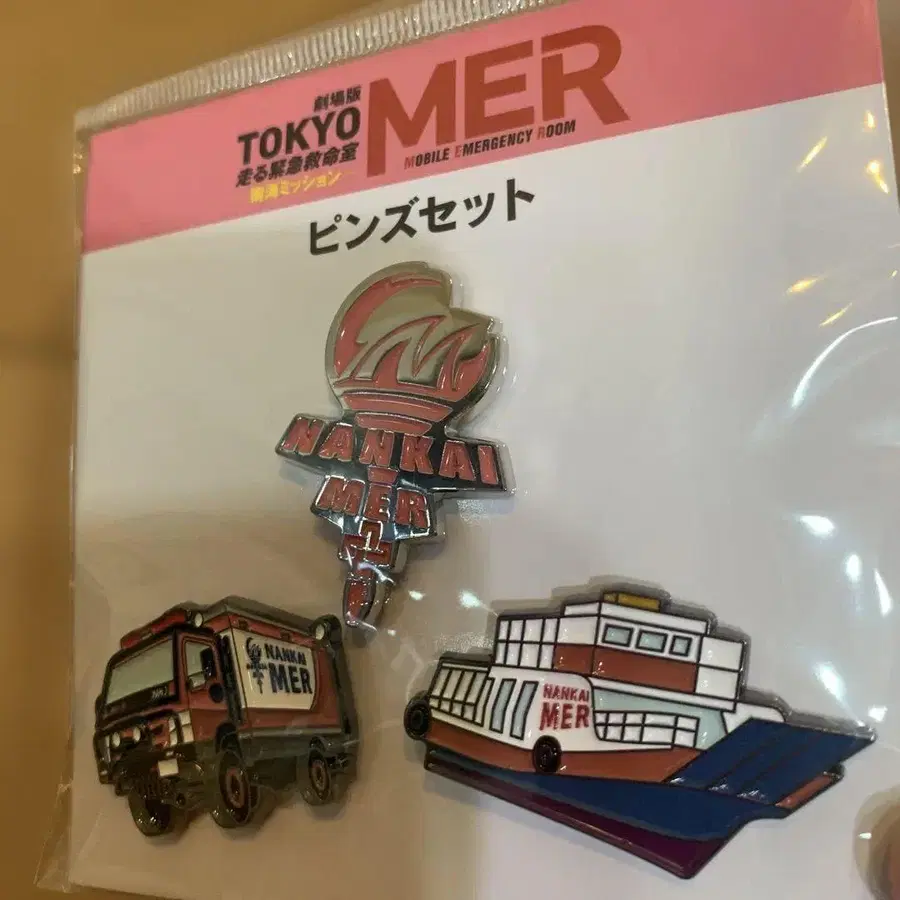 劇場版
TOKYO MER
走る緊急救命室
MOBILE EMERGENCY ROOM
南海ミッション
ピンズセット
M
NANKAI
MER
NANKAI
MER
NANKAI
MER